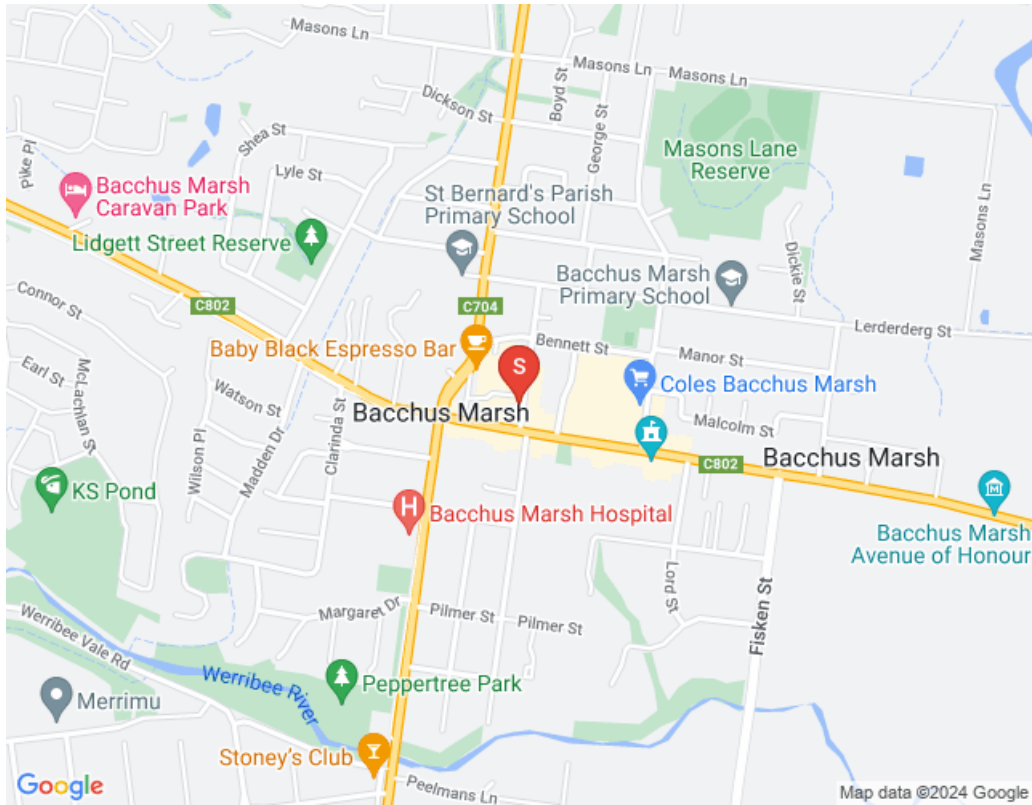 Masons Ln
Masons Ln
Masons Ln
Dickson St
Boyd St
George St
Shea St
Masons Lane
Reserve
Pike Pl
Lyle St
Bacchus Marsh
Caravan Park
St Bernard's Parish
Primary School
Masons Ln
Lidgett Street Reserve
Dickie St
Bacchus Marsh
Primary School
Connor St
C802
C704
Lerderderg St
Baby Black Espresso Bar
Bennett St
Manor St
Earl St
McLachlan St
S
Coles Bacchus Marsh
Watson St
Bacchus Marsh
Malcolm St
Clarinda St
Wilson Pl
Madden Dr
C802
Bacchus Marsh
KS Pond
H
Bacchus Marsh Hospital
M
Bacchus Marsh
Avenue of Honour
Lord St
Margaret Dr
Pilmer St
Pilmer St
Fisken St
Werribee Vale Rd
Werribee River
Peppertree Park
Merrimu
Stoney's Club
Google
Peelmans Ln
Map data ©2024 Google